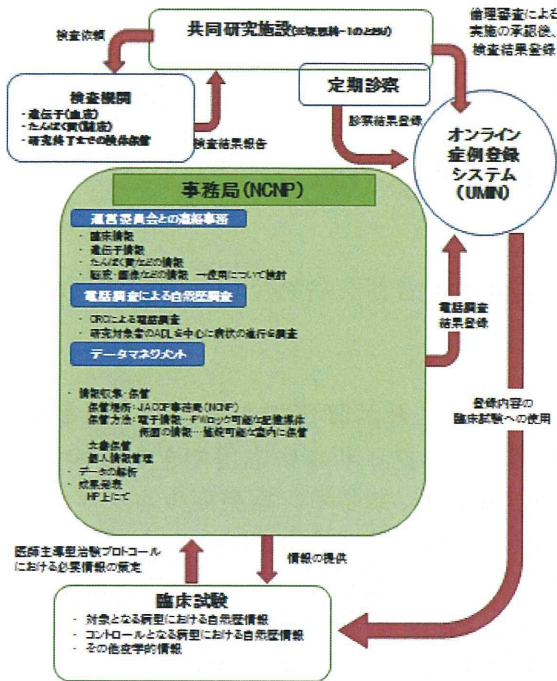 検査依頼
共同研究施設
倫理審査による
実施の承認後、
検査結果登録
検査機関
・遺伝子(血液)
・たんぱく質(髄液)
・研究終了までの検体保管
検査結果報告
定期診察
診察結果登録
オンライン
症例登録
システム
(UMIN)
事務局(NCNP)
運営委員会との連絡事務
・ 臨床情報
・ 遺伝子情報
・ たんぱく質などの情報
・ 髄液・画像などの情報 →使用について検討
電話調査による自然歴調査
・ CRCによる電話調査
・ 研究対象者のADLを中心に病状の進行を調査
データマネジメント
・ 情報収集・保管
保管場所:JACOP事務局(NCNP)
保管方法:電子情報…PWロック可能な記憶媒体
紙面の情報…施錠可能な室内に保管
文書保管
個人情報管理
・ データの解析
・ 成果発表
HP上にて
電話調査
結果登録
登録内容の
臨床試験への使用
医師主導型治験プロトコール
における必要情報の策定
情報の提供
臨床試験
・ 対象となる病型における自然歴情報
・ コントロールとなる病型における自然歴情報
・ その他疫学的情報